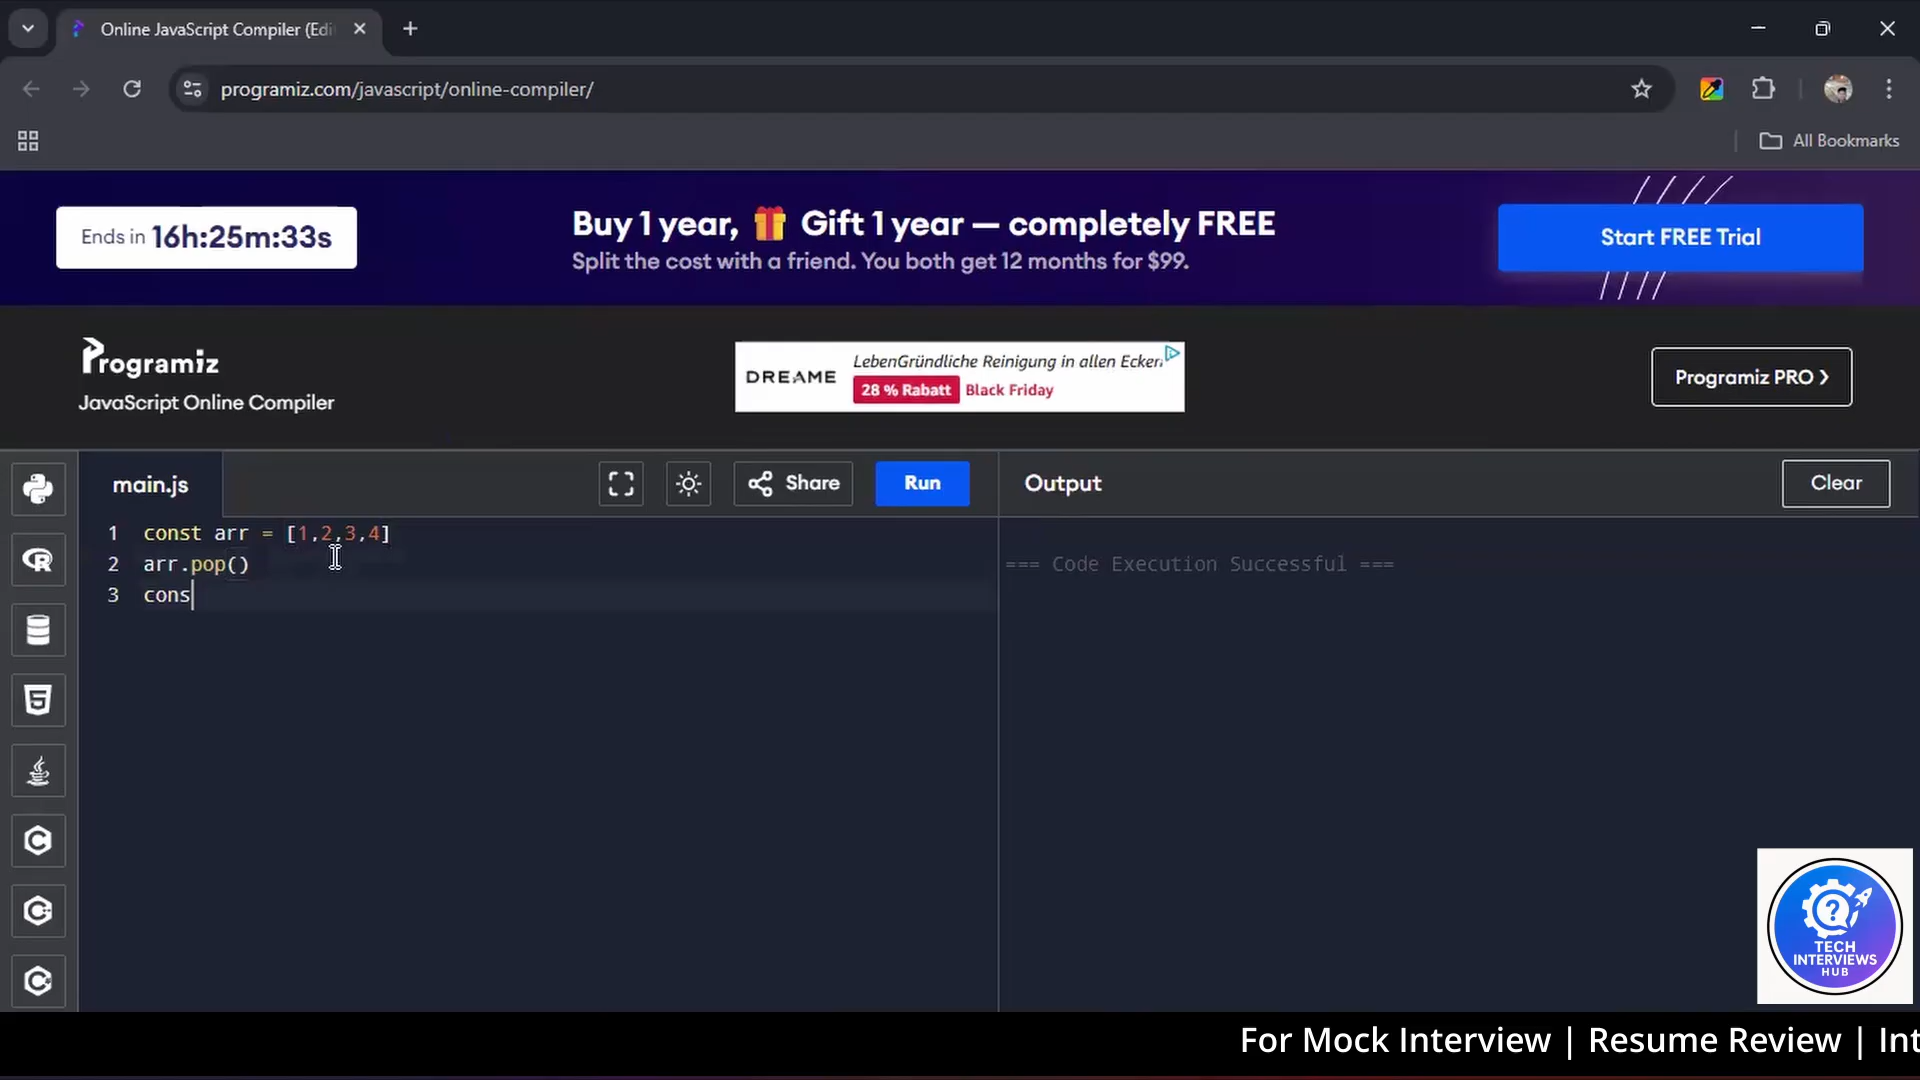 Online JavaScript Compiler (Edi
programiz.com/javascript/online-compiler/
All Bookmarks
Ends in 16h:25m:33s
Buy 1 year, 🎁 Gift 1 year — completely FREE
Split the cost with a friend. You both get 12 months for $99.
Start FREE Trial
Programiz
JavaScript Online Compiler
DREAME
LebenGründliche Reinigung in allen Ecken
28 % Rabatt Black Friday
Programiz PRO ❯
main.js
Share
Run
Output
Clear
1 const arr = [1,2,3,4]
2 arr.pop()
3 cons
=== Code Execution Successful ===
TECH
INTERVIEWS
HUB
For Mock Interview | Resume Review | Int